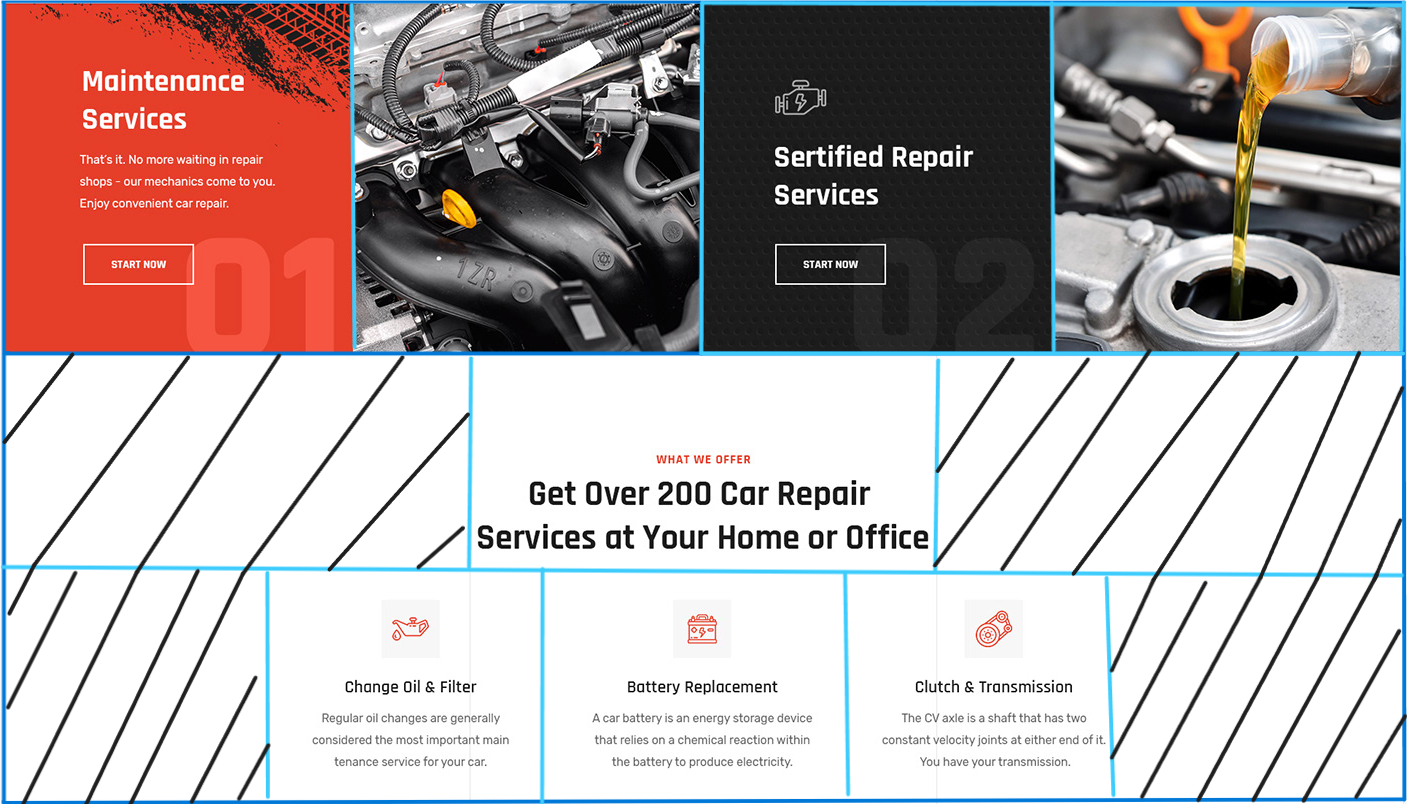 Maintenance
Services
That's it. No more waiting in repair
shops - our mechanics come to you.
Enjoy convenient car repair.
START NOW
01
1ZR
Sertified Repair
Services
START NOW
02
WHAT WE OFFER
Get Over 200 Car Repair
Services at Your Home or Office
Change Oil & Filter
Regular oil changes are generally
considered the most important main
tenance service for your car.
Battery Replacement
A car battery is an energy storage device
that relies on a chemical reaction within
the battery to produce electricity.
Clutch & Transmission
The CV axle is a shaft that has two
constant velocity joints at either end of it.
You have your transmission.